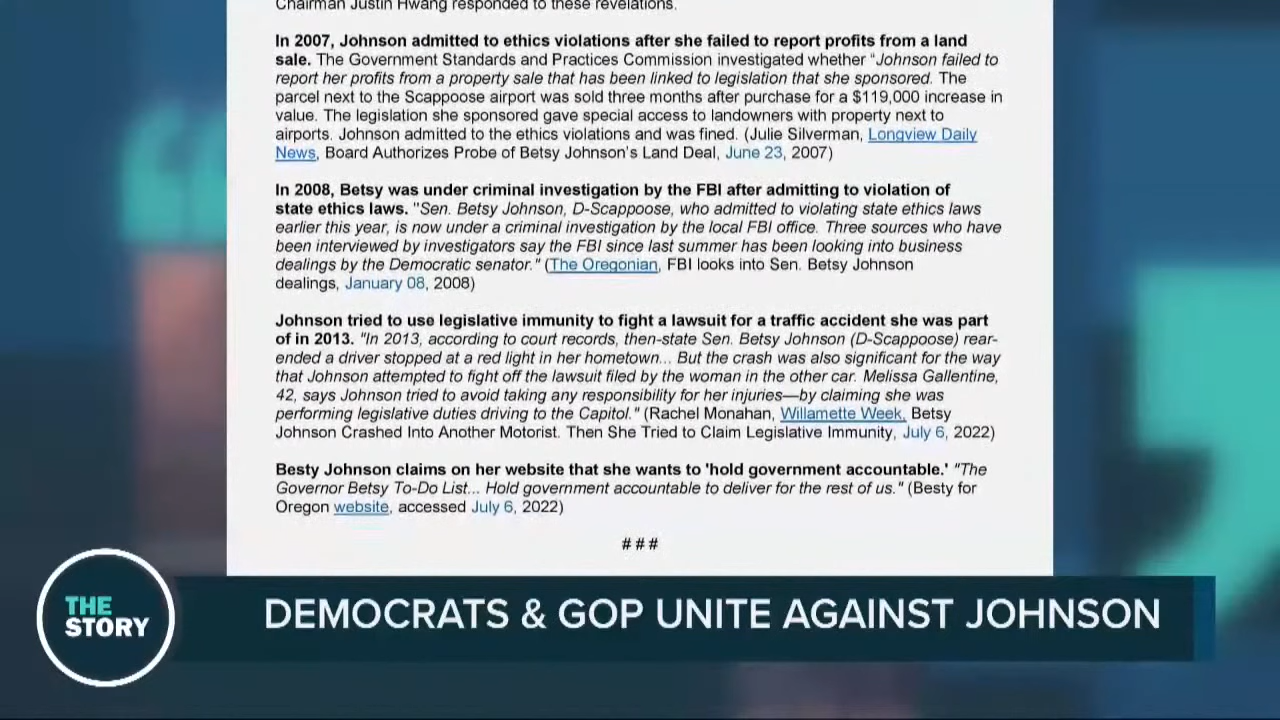 Chairman Justin Hwang responded to these revelations.
In 2007, Johnson admitted to ethics violations after she failed to report profits from a land
sale. The Government Standards and Practices Commission investigated whether "Johnson failed to
report her profits from a property sale that has been linked to legislation that she sponsored. The
parcel next to the Scappoose airport was sold three months after purchase for a $119,000 increase in
value. The legislation she sponsored gave special access to landowners with property next to
airports. Johnson admitted to the ethics violations and was fined. (Julie Silverman, Longview Daily
News, Board Authorizes Probe of Betsy Johnson's Land Deal, June 23, 2007)
In 2008, Betsy was under criminal investigation by the FBI after admitting to violation of
state ethics laws. "Sen. Betsy Johnson, D-Scappoose, who admitted to violating state ethics laws
earlier this year, is now under a criminal investigation by the local FBI office. Three sources who have
been interviewed by investigators say the FBI since last summer has been looking into business
dealings by the Democratic senator." (The Oregonian, FBI looks into Sen. Betsy Johnson
dealings, January 08, 2008)
Johnson tried to use legislative immunity to fight a lawsuit for a traffic accident she was part
of in 2013. "In 2013, according to court records, then-state Sen. Betsy Johnson (D-Scappoose) rear-
ended a driver stopped at a red light in her hometown... But the crash was also significant for the way
that Johnson attempted to fight off the lawsuit filed by the woman in the other car. Melissa Gallentine,
42, says Johnson tried to avoid taking any responsibility for her injuries—by claiming she was
performing legislative duties driving to the Capitol." (Rachel Monahan, Willamette Week, Betsy
Johnson Crashed Into Another Motorist. Then She Tried to Claim Legislative Immunity, July 6, 2022)
Besty Johnson claims on her website that she wants to 'hold government accountable.' "The
Governor Betsy To-Do List... Hold government accountable to deliver for the rest of us." (Besty for
Oregon website, accessed July 6, 2022)
# # #
THE
STORY
DEMOCRATS & GOP UNITE AGAINST JOHNSON